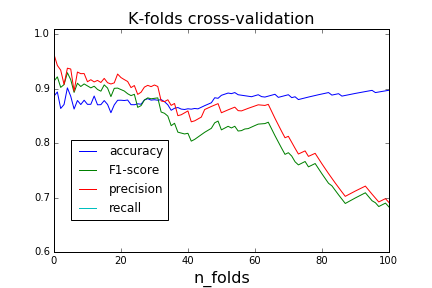 K-folds cross-validation
1.0
0.9
0.8
0.7
0.6
accuracy
F1-score
precision
recall
0 20 40 60 80 100
n_folds